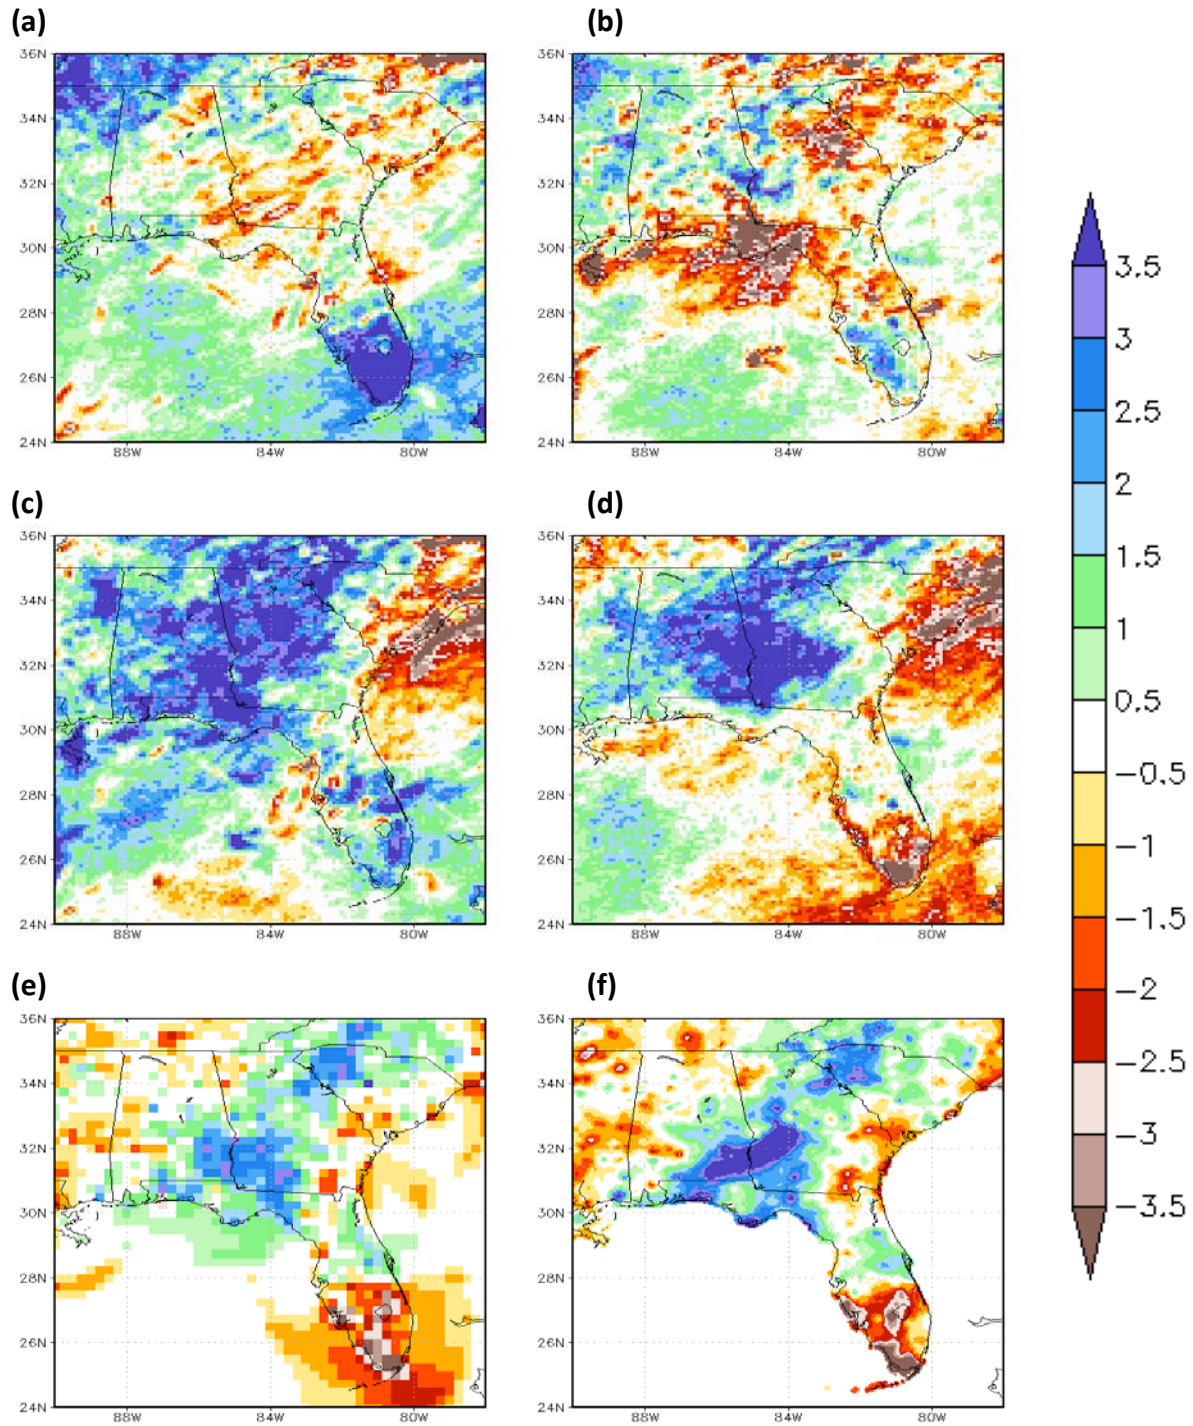 (a) (b)
36N 36N
34N 34N
32N 32N
30N 30N
28N 28N
26N 26N
24N 24N
88W 84W 80W 88W 84W 80W
(c) (d)
36N 36N
34N 34N
32N 32N
30N 30N
28N 28N
26N 26N
24N 24N
88W 84W 80W 88W 84W 80W
(e) (f)
36N 36N
34N 34N
32N 32N
30N 30N
28N 28N
26N 26N
24N 24N
88W 84W 80W 88W 84W 80W
3.5
3
2.5
2
1.5
1
0.5
-0.5
-1
-1.5
-2
-2.5
-3
-3.5